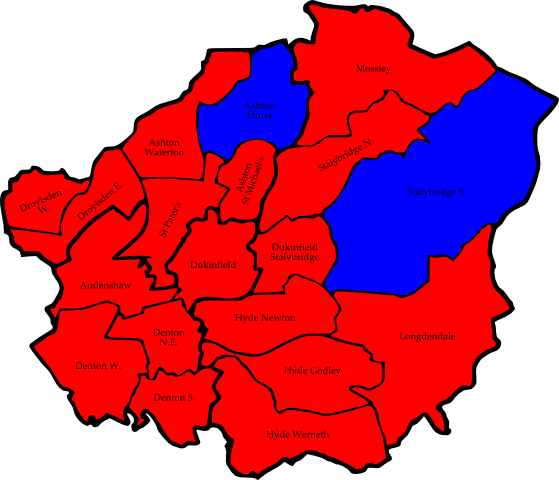 Mossley
Ashton
Hurst
Ashton
Waterloo
Stalybridge N.
Ashton
St Michael's
Droylsden
W.
Droylsden E.
Stalybridge S.
St Peter's
Dukinfield
Stalybridge
Dukinfield
Audenshaw
Hyde Newton
Denton
N.E.
Longdendale
Denton W.
Hyde Godley
Denton S.
Hyde Werneth